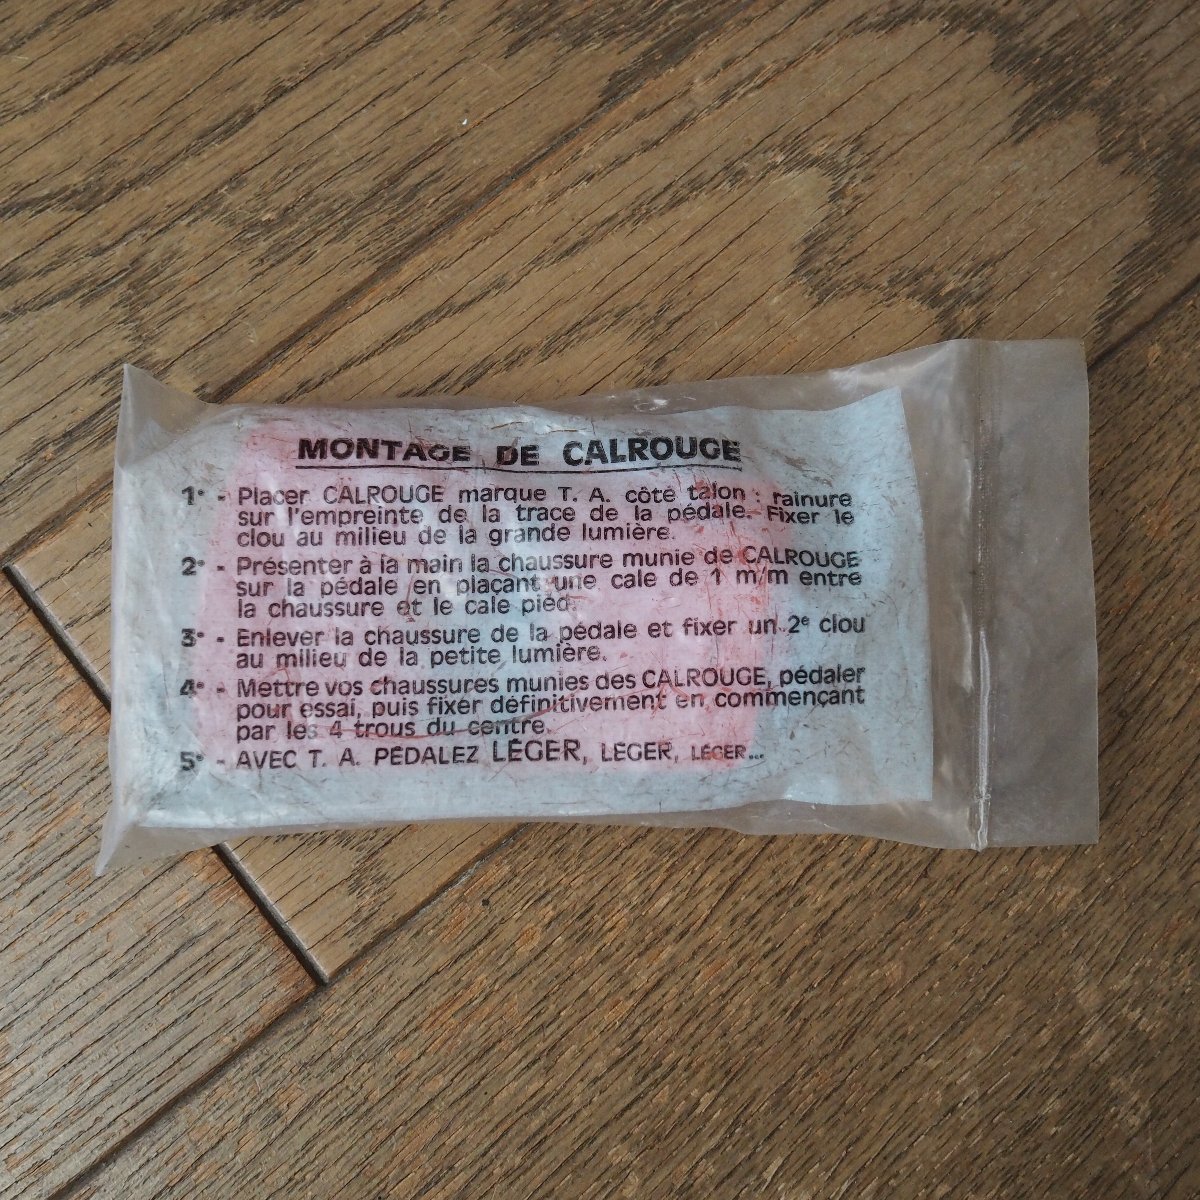 MONTAGE DE CALROUGE
1° - Placer CALROUGE marque T. A. côté talon : rainure
sur l'empreinte de la trace de la pédale. Fixer le
clou au milieu de la grande lumière.
2° - Présenter à la main la chaussure munie de CALROUGE
sur la pédale en plaçant une cale de 1 m/m entre
la chaussure et le cale pied.
3° - Enlever la chaussure de la pédale et fixer un 2e clou
au milieu de la petite lumière.
4° - Mettre vos chaussures munies des CALROUGE, pédaler
pour essai, puis fixer définitivement en commençant
par les 4 trous du centre.
5° - AVEC T. A. PÉDALEZ LÉGER, LÉGER, LÉGER...